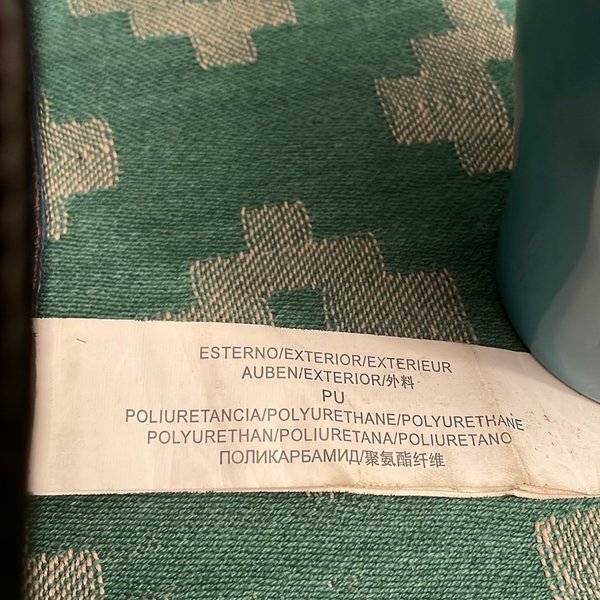 ESTERNO/EXTERIOR/EXTERIEUR
AUBEN/EXTERIOR/外料
PU
POLIURETANCIA/POLYURETHANE/POLYURETHANE
POLYURETHAN/POLIURETANA/POLIURETANO
ПОЛИКАРБАМИД/聚氨酯纤维